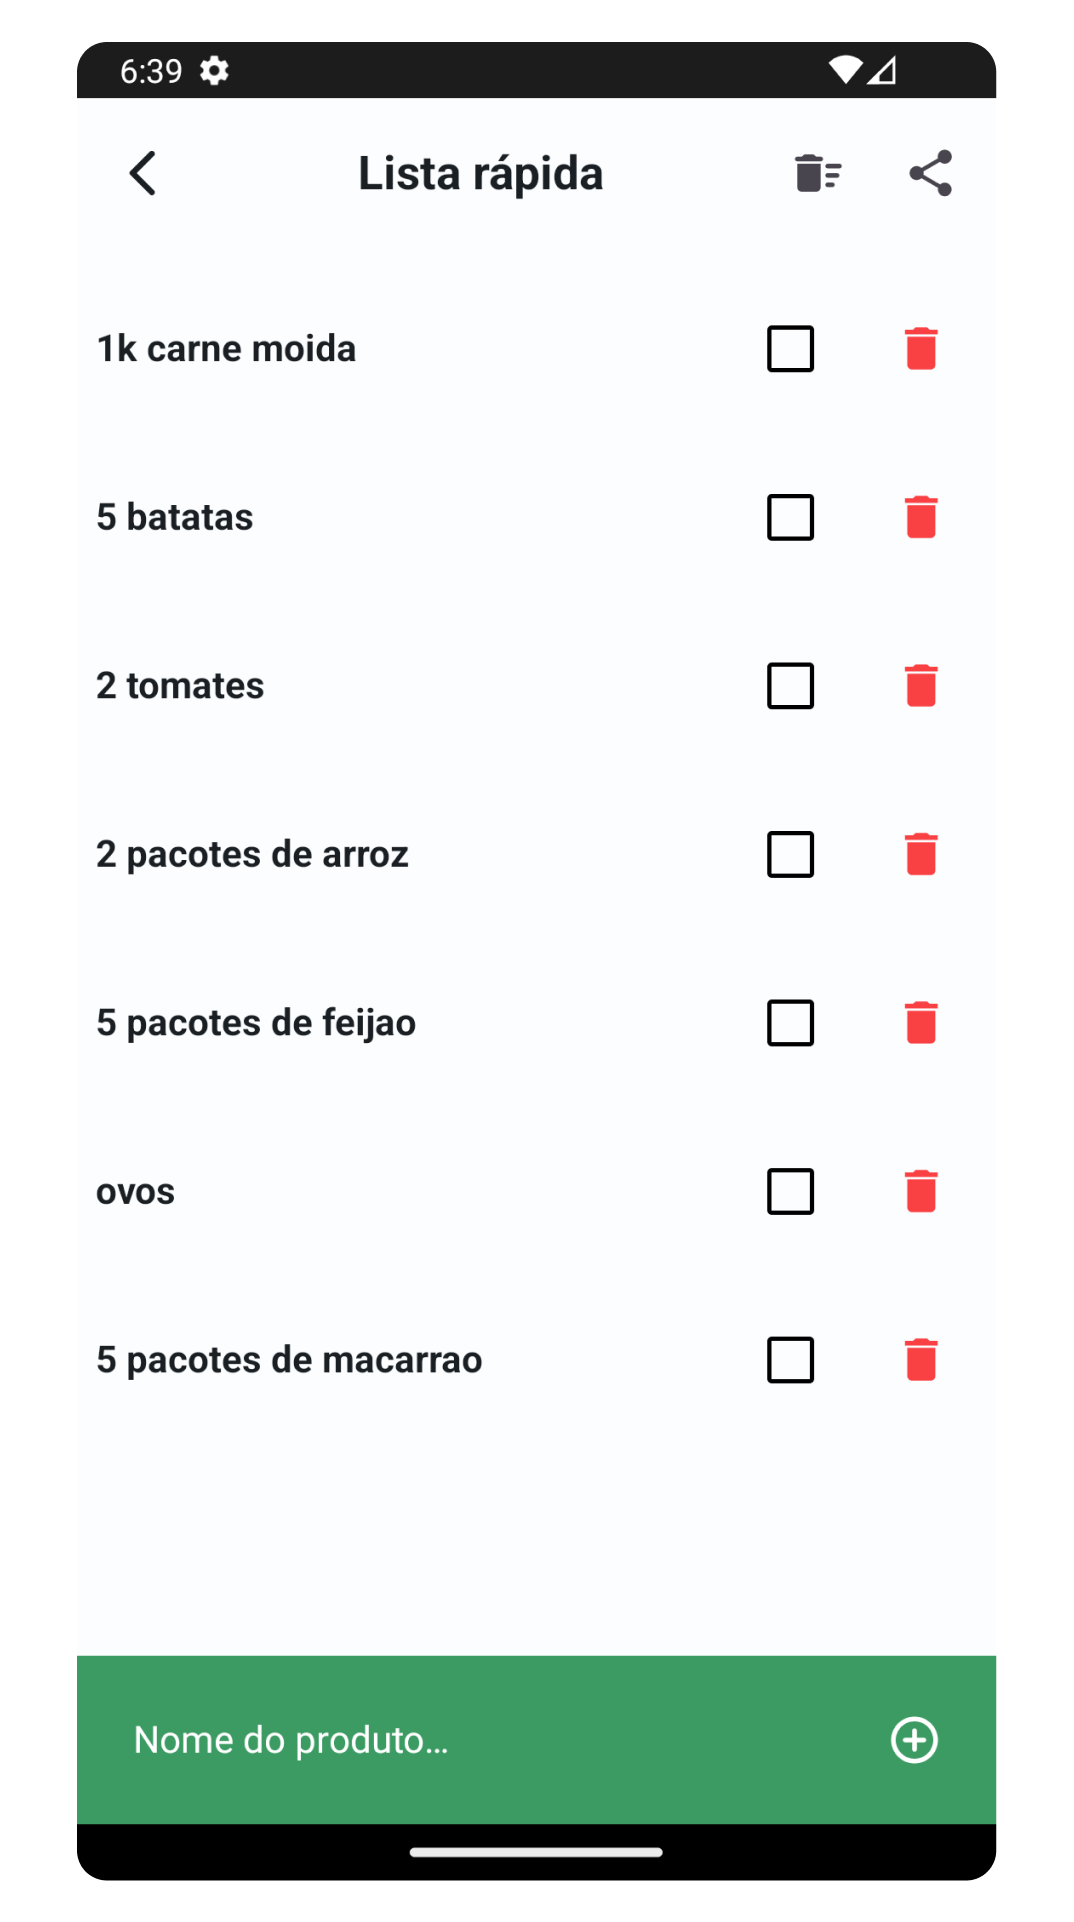 6:39
Lista rápida
1k carne moida
5 batatas
2 tomates
2 pacotes de arroz
5 pacotes de feijao
ovos
5 pacotes de macarrao
Nome do produto...